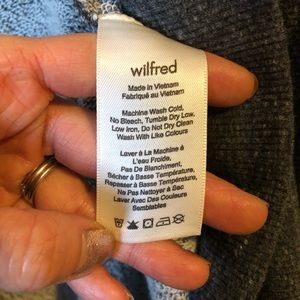 wilfred
Made in Vietnam
Fabriqué au Vietnam
Machine Wash Cold,
No Bleach, Tumble Dry Low,
Low Iron, Do Not Dry Clean
Wash With Like Colours
Laver à La Machine à
L'eau Froide,
Pas De Blanchiment,
Sécher à Basse Température,
Repasser à Basse Température,
Ne Pas Nettoyer à Sec
Laver Avec Des Couleurs
Semblables